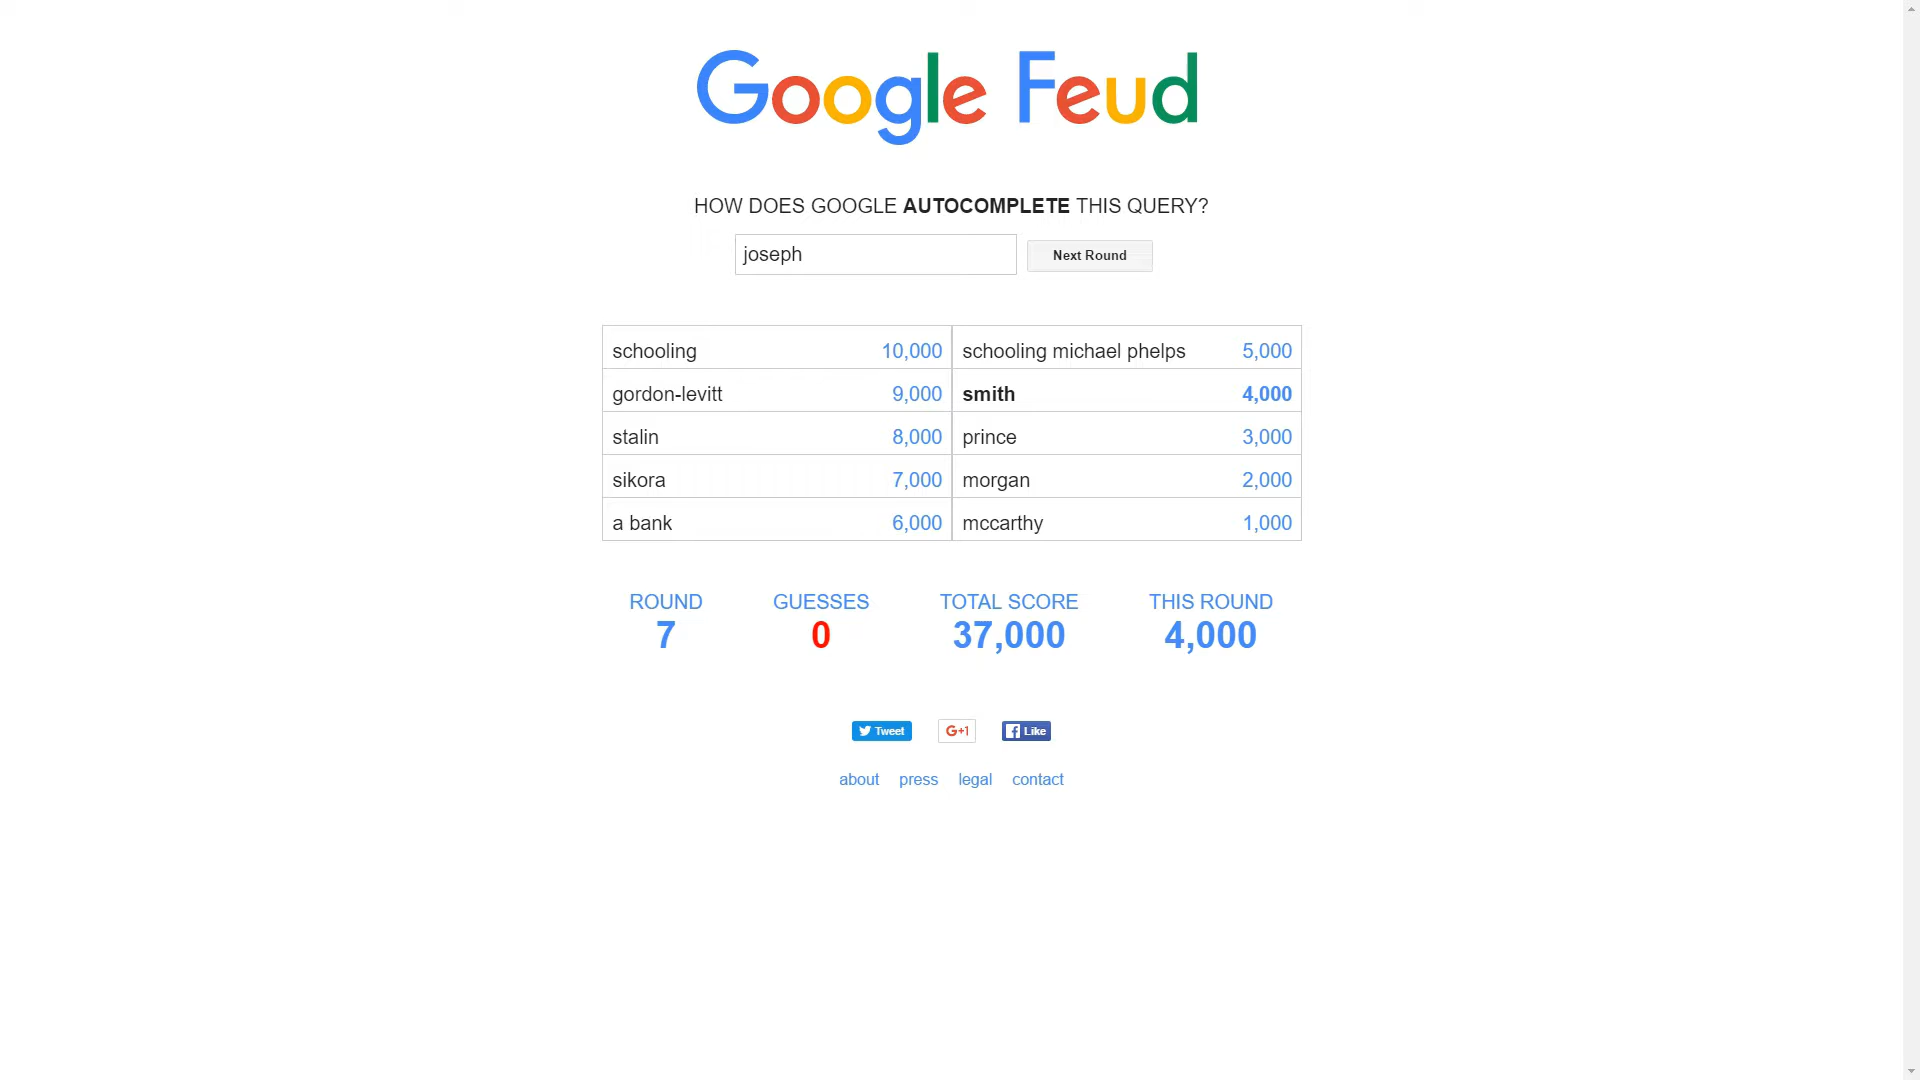 Google Feud
HOW DOES GOOGLE AUTOCOMPLETE THIS QUERY?
joseph
Next Round
schooling 10,000
schooling michael phelps 5,000
gordon-levitt 9,000
smith 4,000
stalin 8,000
prince 3,000
sikora 7,000
morgan 2,000
a bank 6,000
mccarthy 1,000
ROUND GUESSES TOTAL SCORE THIS ROUND
7 0 37,000 4,000
Tweet G+1 Like
about press legal contact